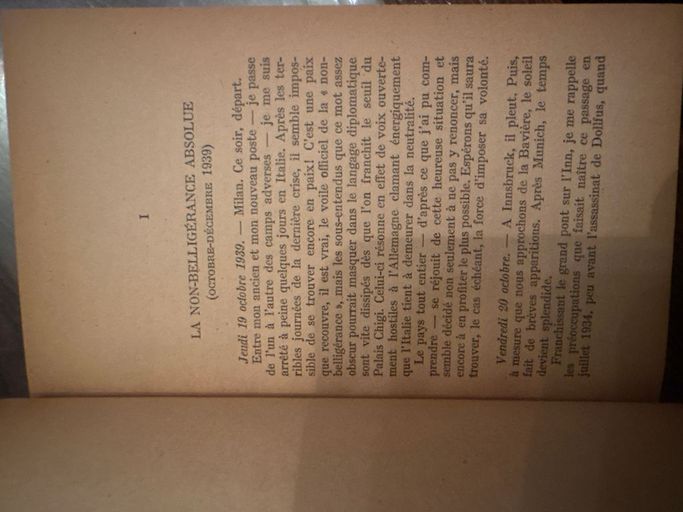 I
LA NON-BELLIGÉRANCE ABSOLUE
(OCTOBRE-DÉCEMBRE 1939)
Jeudi 19 octobre 1939. — Milan. Ce soir, départ.
Entre mon ancien et mon nouveau poste — je passe
de l'un à l'autre des camps adverses — je me suis
arrêté à peine quelques jours en Italie. Après les ter-
ribles journées de la dernière crise, il semble impos-
sible de se trouver encore en paix! C'est une paix
que recouvre, il est vrai, le voile officiel de la « non-
belligérance », mais les sous-entendus que ce mot assez
obscur pourrait masquer dans le langage diplomatique
sont vite dissipés dès que l'on franchit le seuil du
Palais Chigi. Celui-ci résonne en effet de voix ouverte-
ment hostiles à l'Allemagne clamant énergiquement
que l'Italie tient à demeurer dans la neutralité.
Le pays tout entier — d'après ce que j'ai pu com-
prendre — se réjouit de cette heureuse situation et
semble décidé non seulement à ne pas y renoncer, mais
encore à en profiter le plus possible. Espérons qu'il saura
trouver, le cas échéant, la force d'imposer sa volonté.
Vendredi 20 octobre. — A Innsbruck, il pleut. Puis,
à mesure que nous approchons de la Bavière, le soleil
fait de brèves apparitions. Après Munich, le temps
devient splendide.
Franchissant le grand pont sur l'Inn, je me rappelle
les préoccupations que faisait naître ce passage en
juillet 1934, peu avant l'assassinat de Dollfus, quand